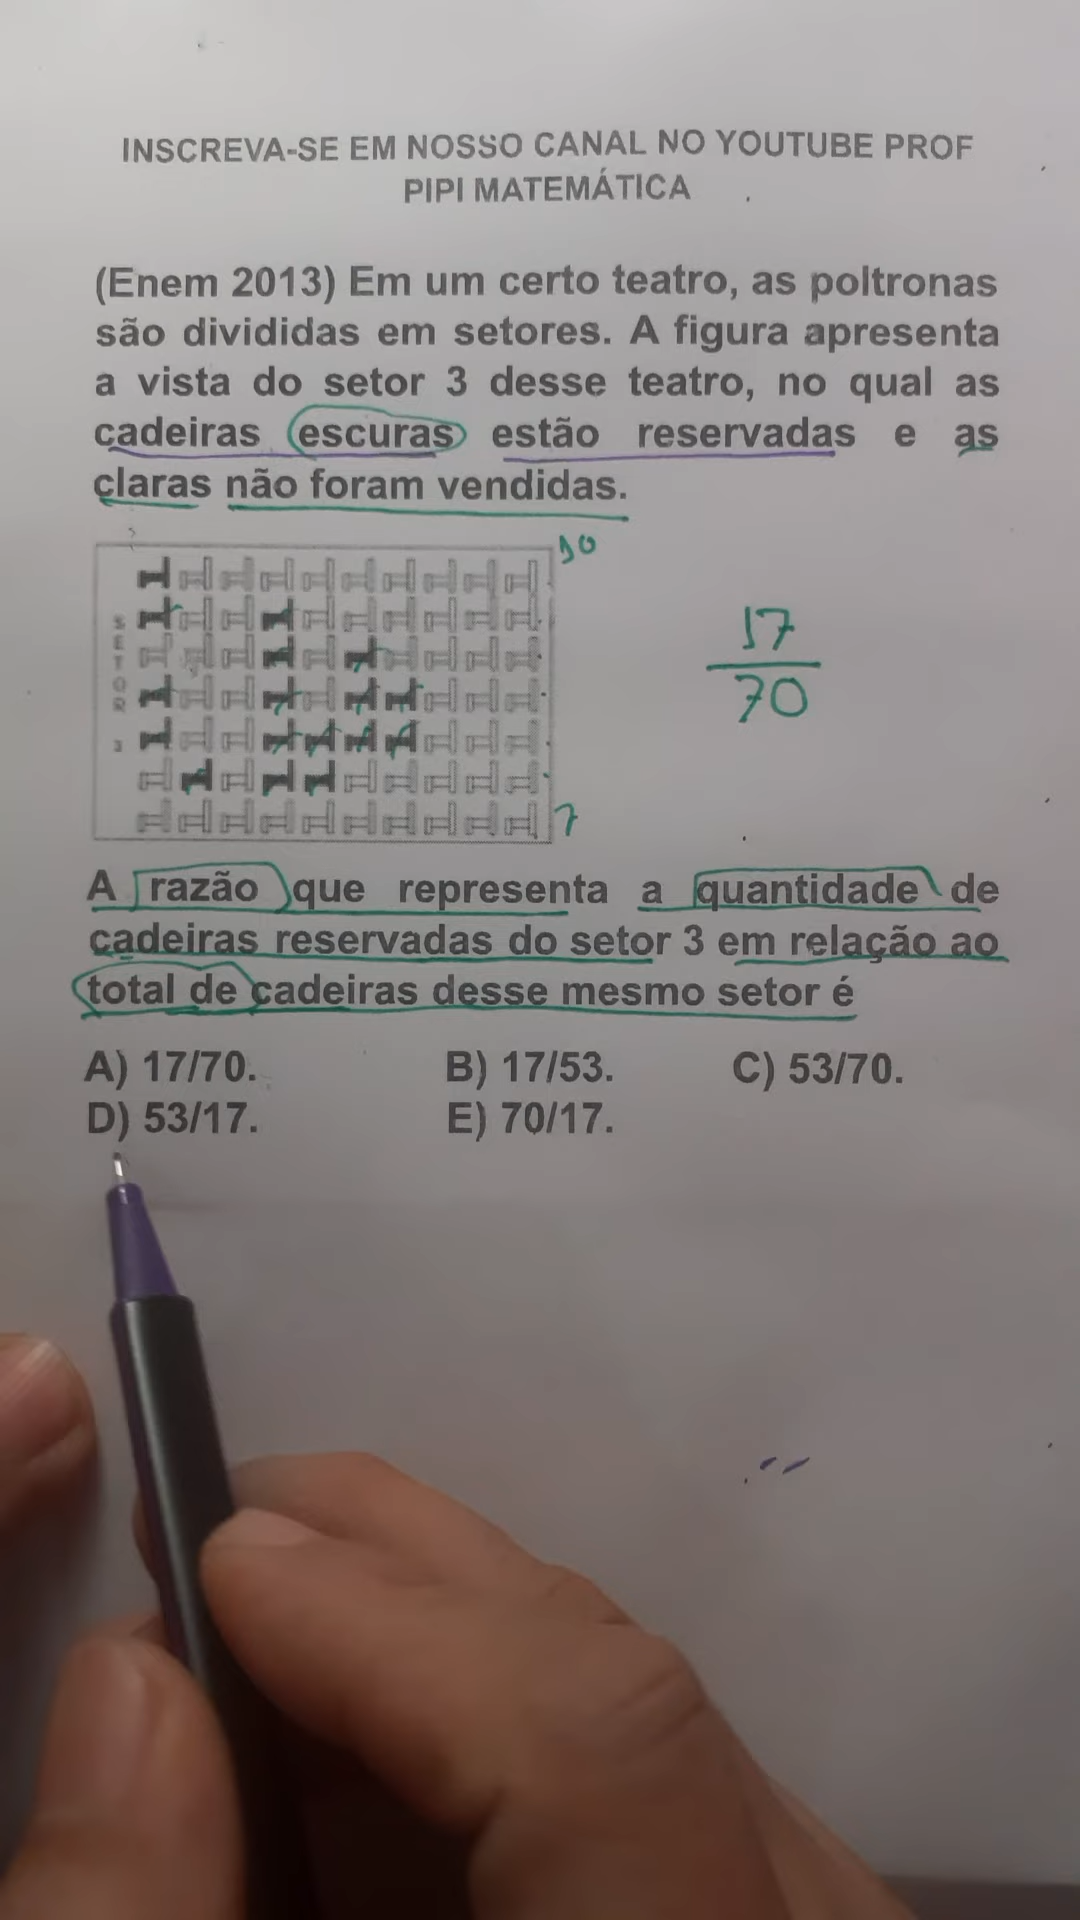 INSCREVA-SE EM NOSSO CANAL NO YOUTUBE PROF
PIPI MATEMÁTICA
(Enem 2013) Em um certo teatro, as poltronas
são divididas em setores. A figura apresenta
a vista do setor 3 desse teatro, no qual as
cadeiras escuras estão reservadas e as
claras não foram vendidas.
10
SETOR 3
17
70
7
A razão que representa a quantidade de
cadeiras reservadas do setor 3 em relação ao
total de cadeiras desse mesmo setor é
A) 17/70. B) 17/53. C) 53/70.
D) 53/17. E) 70/17.